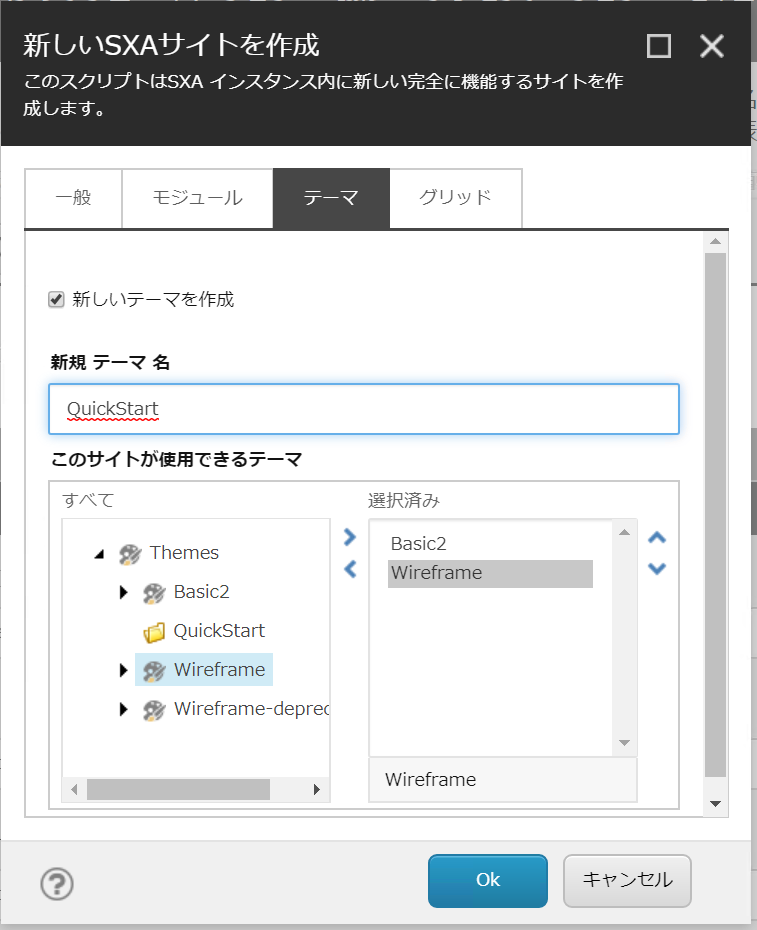 新しいSXAサイトを作成
このスクリプトはSXA インスタンス内に新しい完全に機能するサイトを作
成します。
一般
モジュール
テーマ
グリッド
新しいテーマを作成
新規 テーマ 名
QuickStart
このサイトが使用できるテーマ
すべて
選択済み
Themes
Basic2
QuickStart
Wireframe
Wireframe-deprec
Basic2
Wireframe
Wireframe
Ok
キャンセル